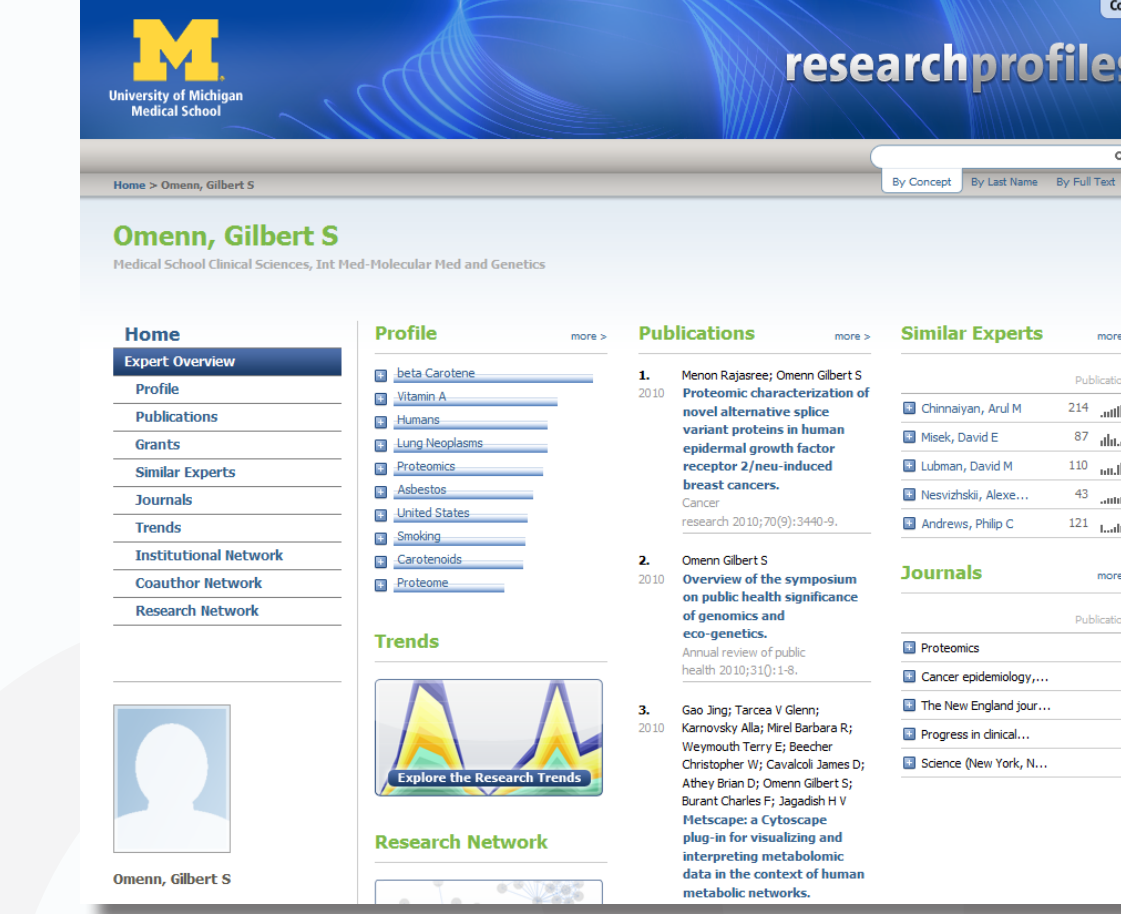 Co
M
University of Michigan
Medical School
researchprofiles
Home > Omenn, Gilbert S
By Concept By Last Name By Full Text
Omenn, Gilbert S
Medical School Clinical Sciences, Int Med-Molecular Med and Genetics
Home
Expert Overview
Profile
Publications
Grants
Similar Experts
Journals
Trends
Institutional Network
Coauthor Network
Research Network
Omenn, Gilbert S
Profile more >
beta Carotene
Vitamin A
Humans
Lung Neoplasms
Proteomics
Asbestos
United States
Smoking
Carotenoids
Proteome
Trends
Explore the Research Trends
Research Network
Publications more >
1. Menon Rajasree; Omenn Gilbert S
2010 Proteomic characterization of
novel alternative splice
variant proteins in human
epidermal growth factor
receptor 2/neu-induced
breast cancers.
Cancer
research 2010;70(9):3440-9.
2. Omenn Gilbert S
2010 Overview of the symposium
on public health significance
of genomics and
eco-genetics.
Annual review of public
health 2010;31():1-8.
3. Gao Jing; Tarcea V Glenn;
2010 Karnovsky Alla; Mirel Barbara R;
Weymouth Terry E; Beecher
Christopher W; Cavalcoli James D;
Athey Brian D; Omenn Gilbert S;
Burant Charles F; Jagadish H V
Metscape: a Cytoscape
plug-in for visualizing and
interpreting metabolomic
data in the context of human
metabolic networks.
Similar Experts more
Publicatio
Chinnaiyan, Arul M 214
Misek, David E 87
Lubman, David M 110
Nesvizhskii, Alexe... 43
Andrews, Philip C 121
Journals more
Publicatio
Proteomics
Cancer epidemiology,...
The New England jour...
Progress in clinical...
Science (New York, N...